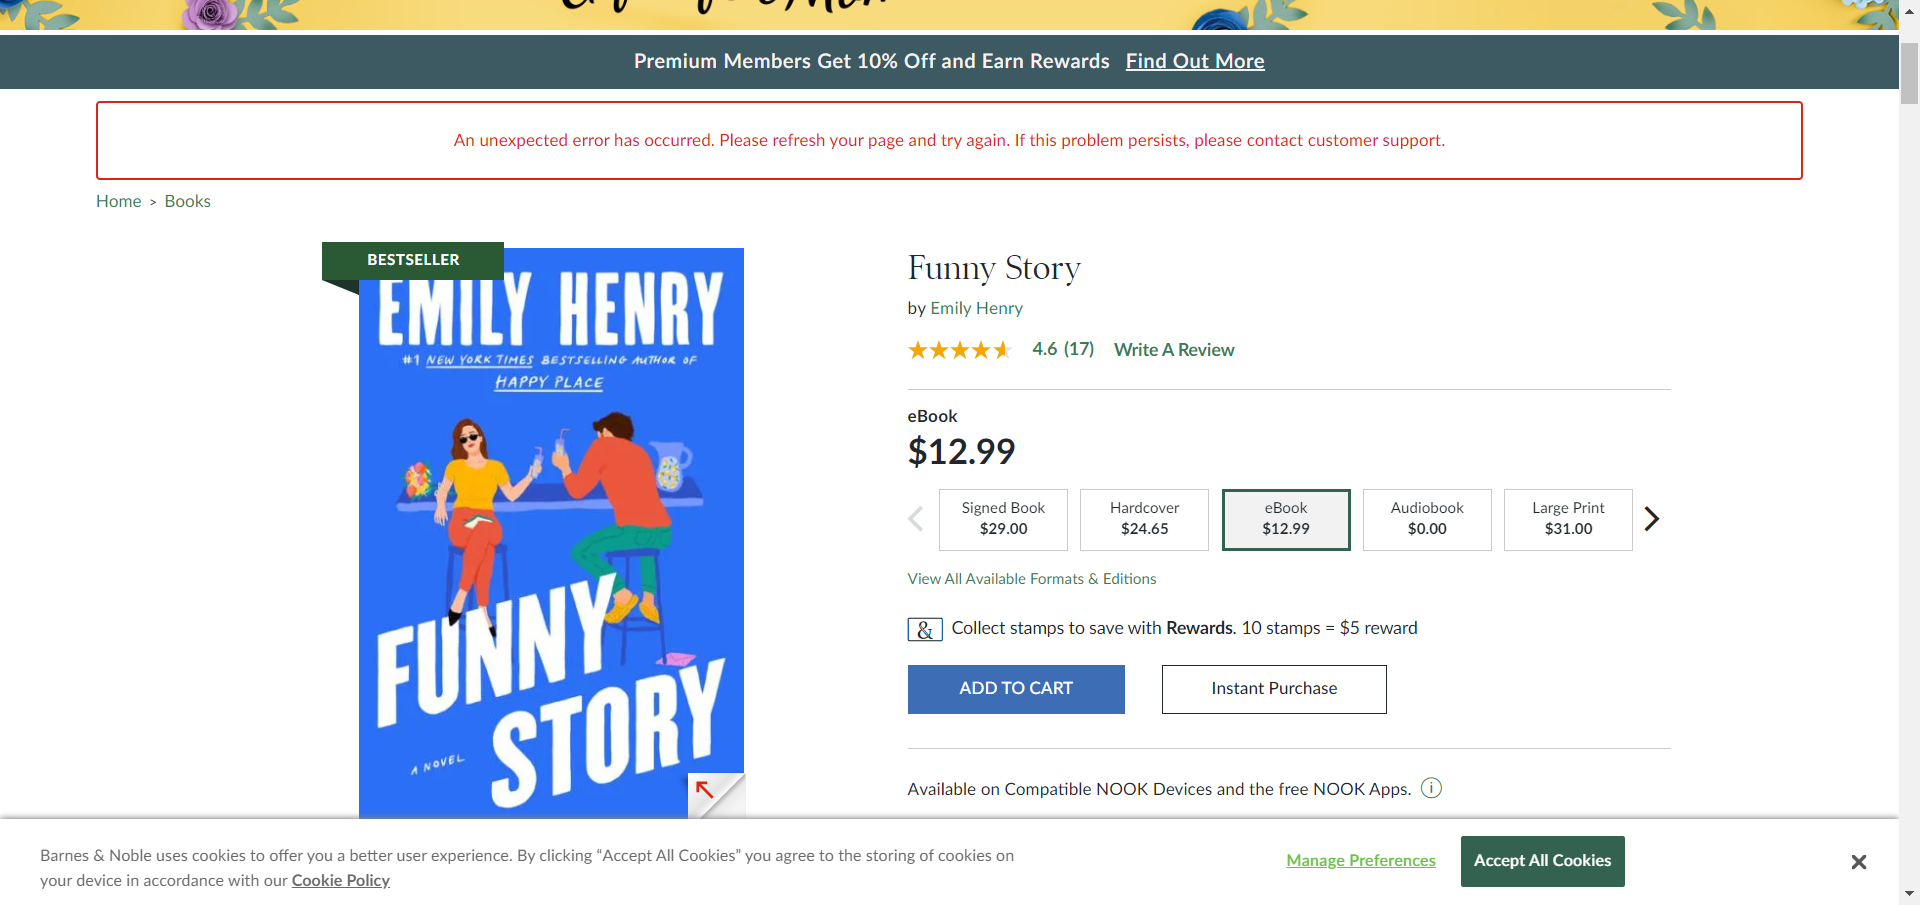 Premium Members Get 10% Off and Earn Rewards Find Out More
An unexpected error has occurred. Please refresh your page and try again. If this problem persists, please contact customer support.
Home > Books
BESTSELLER
EMILY HENRY
#1 NEW YORK TIMES BESTSELLING AUTHOR OF
HAPPY PLACE
FUNNY
STORY
A NOVEL
Funny Story
by Emily Henry
4.6 (17) Write A Review
eBook
$12.99
Signed Book
$29.00
Hardcover
$24.65
eBook
$12.99
Audiobook
$0.00
Large Print
$31.00
View All Available Formats & Editions
& Collect stamps to save with Rewards. 10 stamps = $5 reward
ADD TO CART
Instant Purchase
Available on Compatible NOOK Devices and the free NOOK Apps. i
Barnes & Noble uses cookies to offer you a better user experience. By clicking “Accept All Cookies” you agree to the storing of cookies on
your device in accordance with our Cookie Policy
Manage Preferences
Accept All Cookies